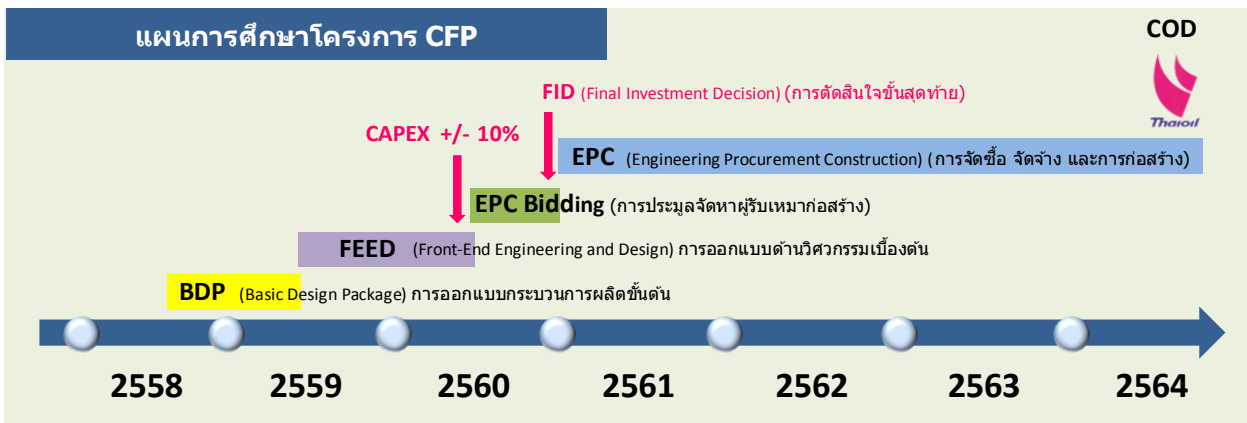 แผนการศึกษาโครงการ CFP
COD
Thaioil
FID (Final Investment Decision) (การตัดสินใจขั้นสุดท้าย)
CAPEX +/- 10%
EPC (Engineering Procurement Construction) (การจัดซื้อ จัดจ้าง และการก่อสร้าง)
EPC Bidding (การประมูลจัดหาผู้รับเหมาก่อสร้าง)
FEED (Front-End Engineering and Design) การออกแบบด้านวิศวกรรมเบื้องต้น
BDP (Basic Design Package) การออกแบบกระบวนการผลิตขั้นต้น
2558 2559 2560 2561 2562 2563 2564